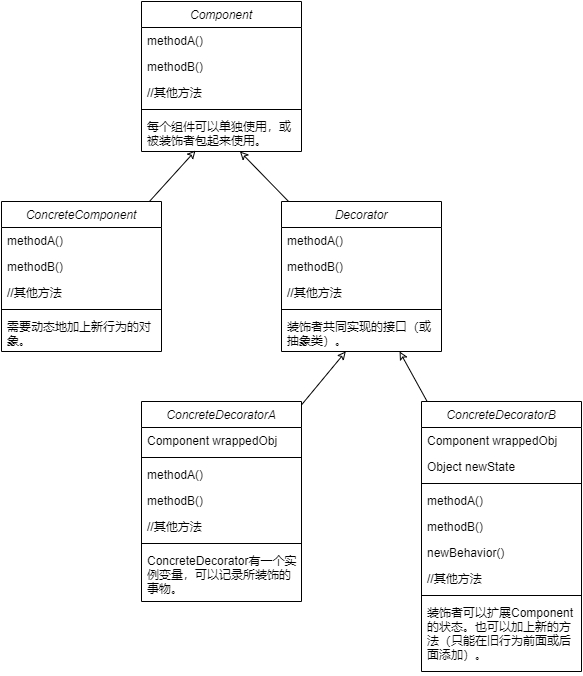 Component
methodA()
methodB()
//其他方法
每个组件可以单独使用，或
被装饰者包起来使用。
ConcreteComponent
methodA()
methodB()
//其他方法
需要动态地加上新行为的对
象。
Decorator
methodA()
methodB()
//其他方法
装饰者共同实现的接口（或
抽象类）。
ConcreteDecoratorA
Component wrappedObj
methodA()
methodB()
//其他方法
ConcreteDecorator有一个实
例变量，可以记录所装饰的
事物。
ConcreteDecoratorB
Component wrappedObj
Object newState
methodA()
methodB()
newBehavior()
//其他方法
装饰者可以扩展Component
的状态。也可以加上新的方
法（只能在旧行为前面或后
面添加）。